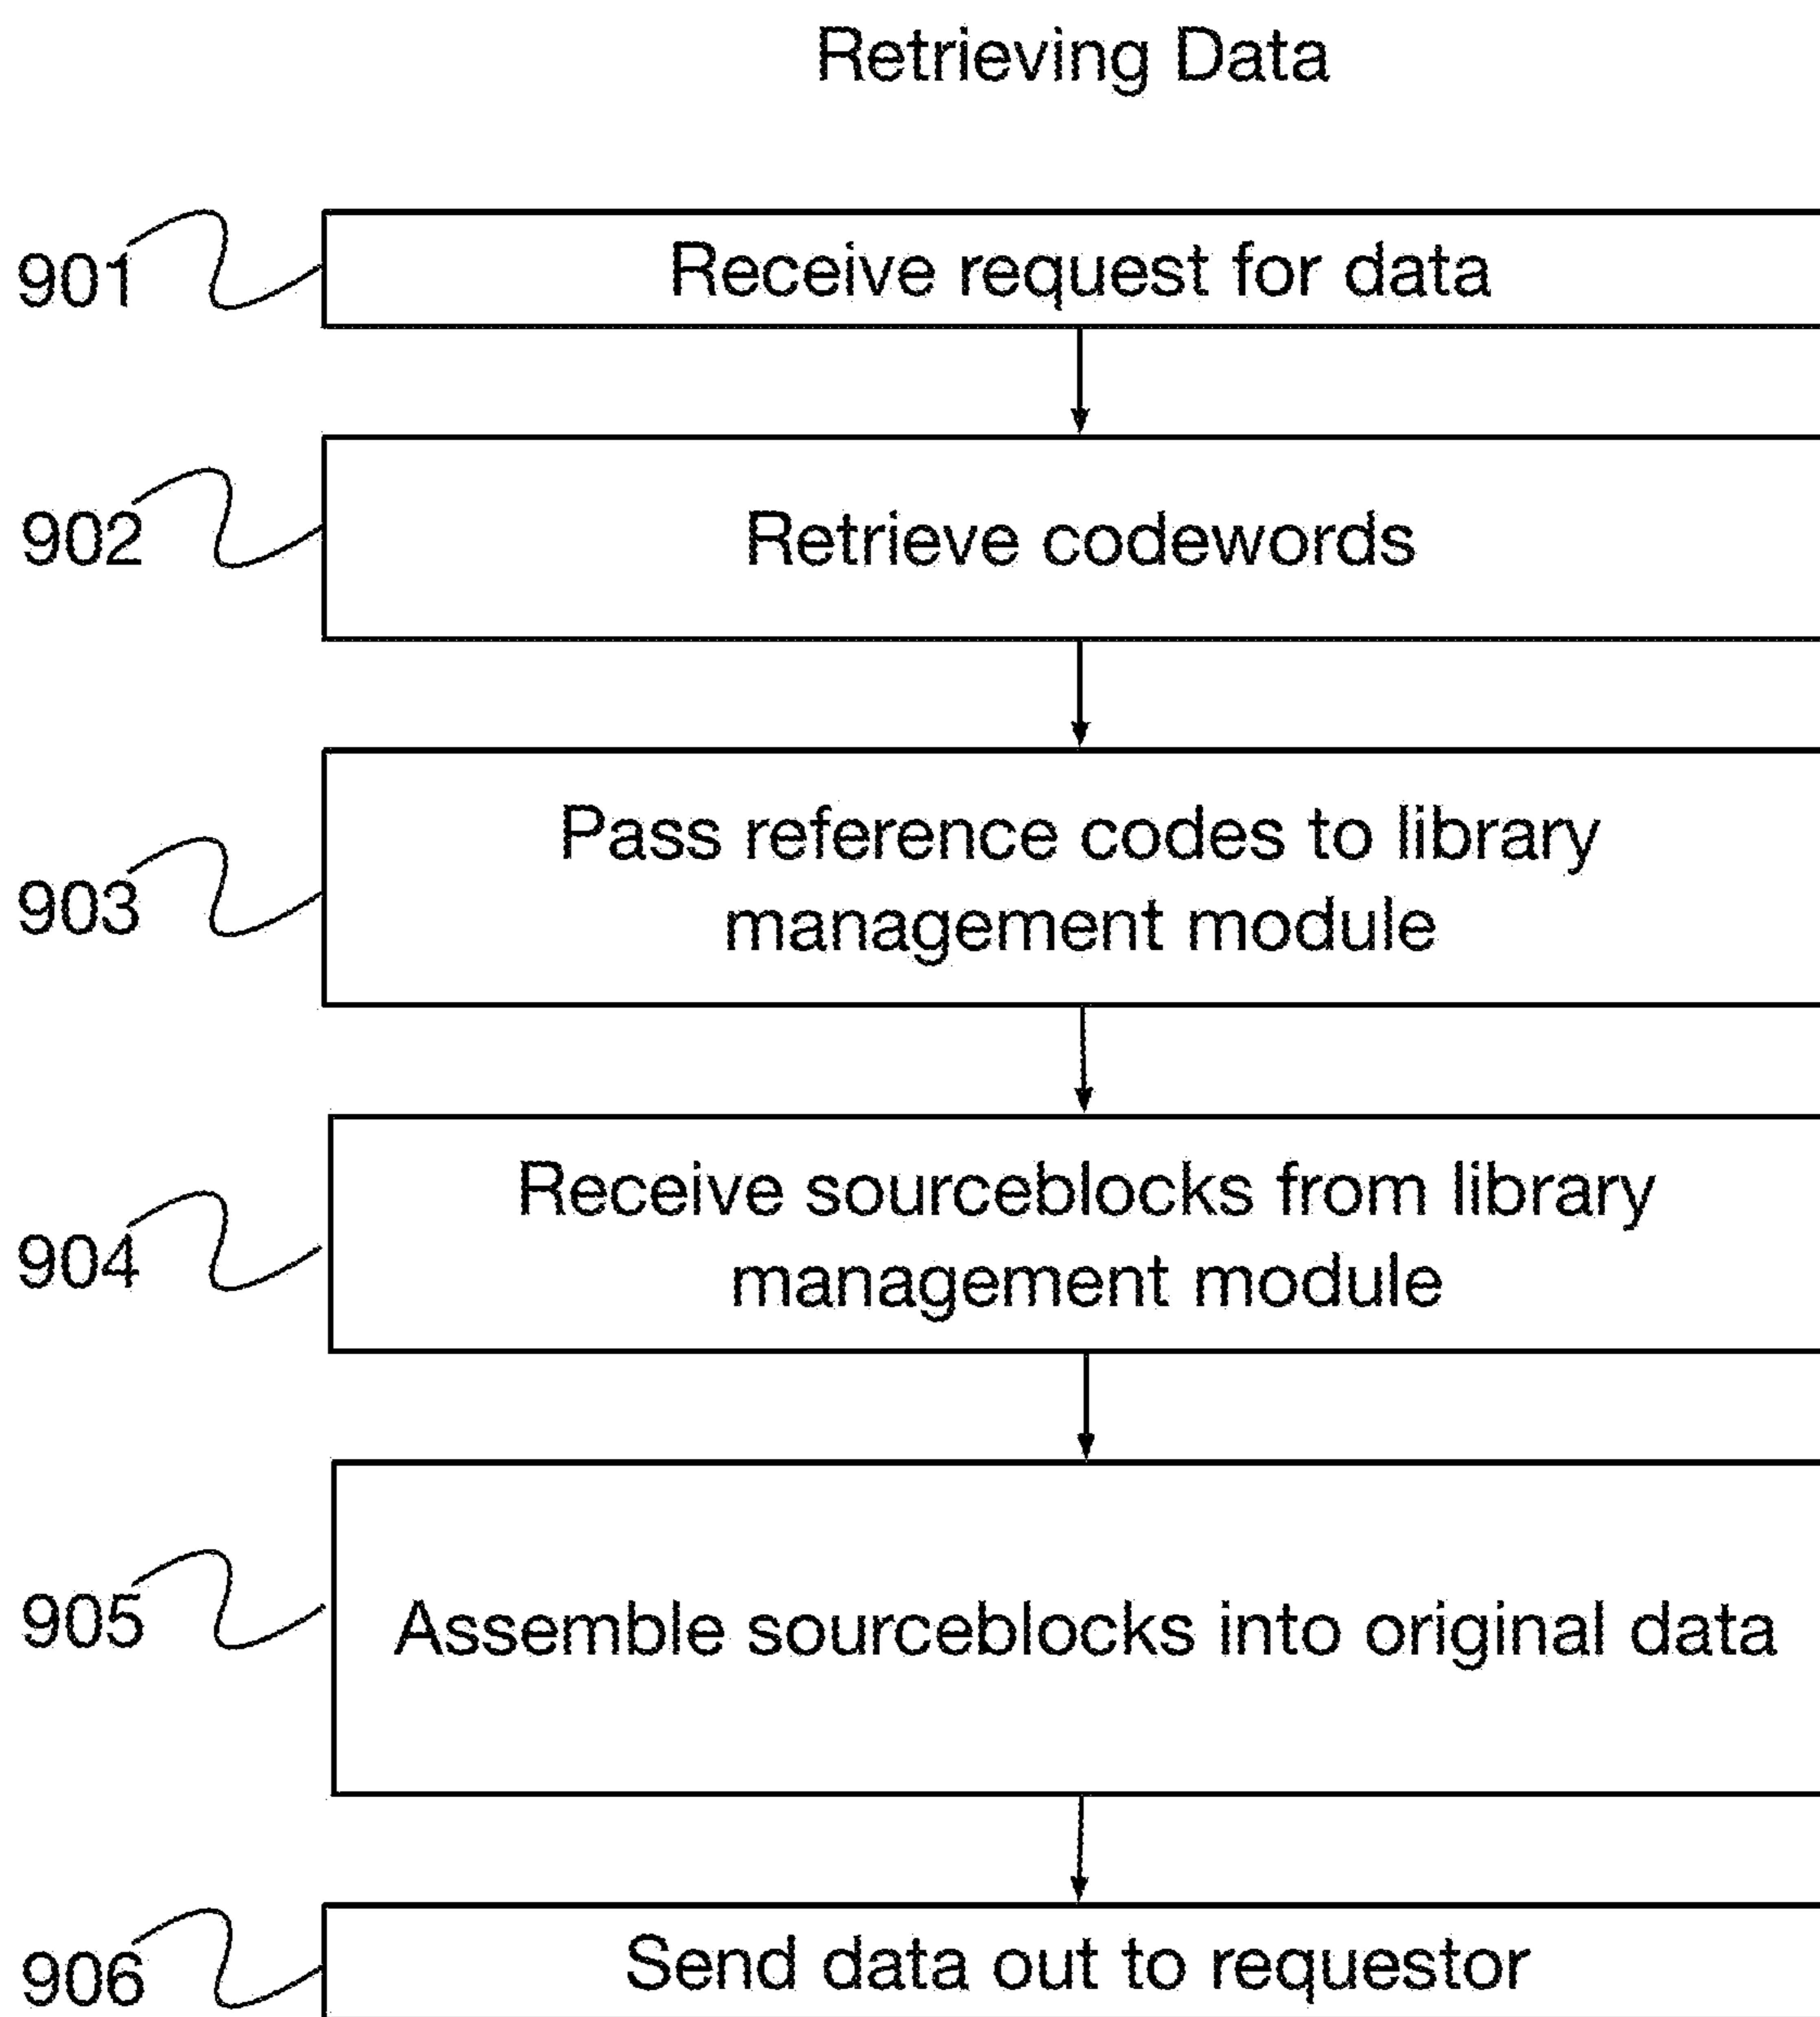 Retrieving Data
901
Receive request for data
902
Retrieve codewords
903
Pass reference codes to library
management module
904
Receive sourceblocks from library
management module
905
Assemble sourceblocks into original data
906
Send data out to requestor